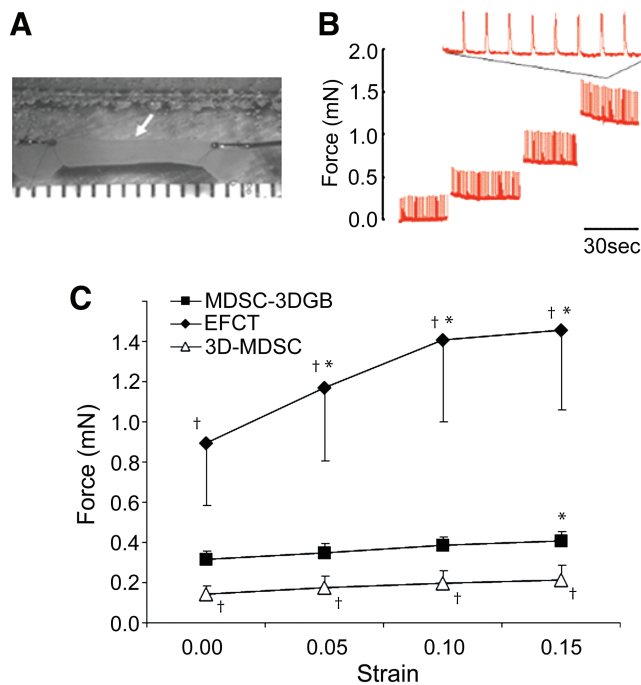 A
B
2.0
1.5
1.0
0.5
0.0
Force (mN)
30sec
C
MDSC-3DGB
EFCT
3D-MDSC
1.4
1.2
1.0
0.8
0.6
0.4
0.2
0.0
Force (mN)
†
† *
† *
† *
*
†
†
†
†
0.00 0.05 0.10 0.15
Strain